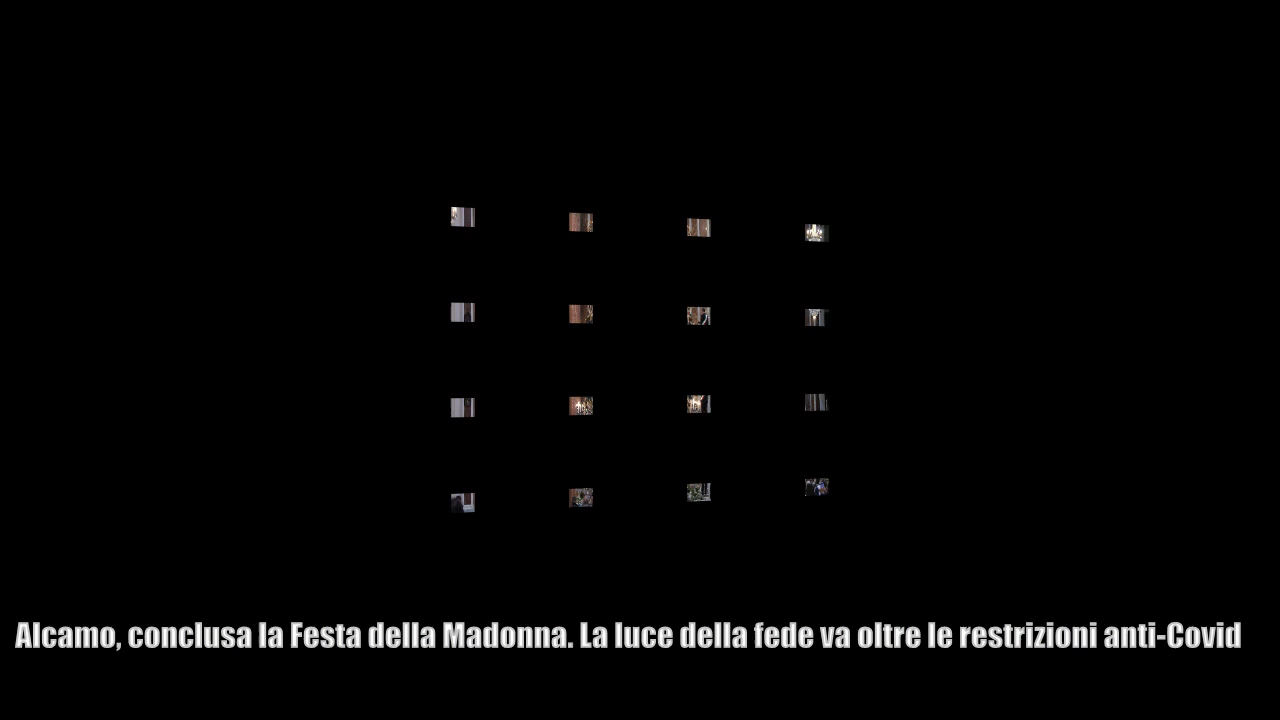 Alcamo, conclusa la Festa della Madonna. La luce della fede va oltre le restrizioni anti-Covid